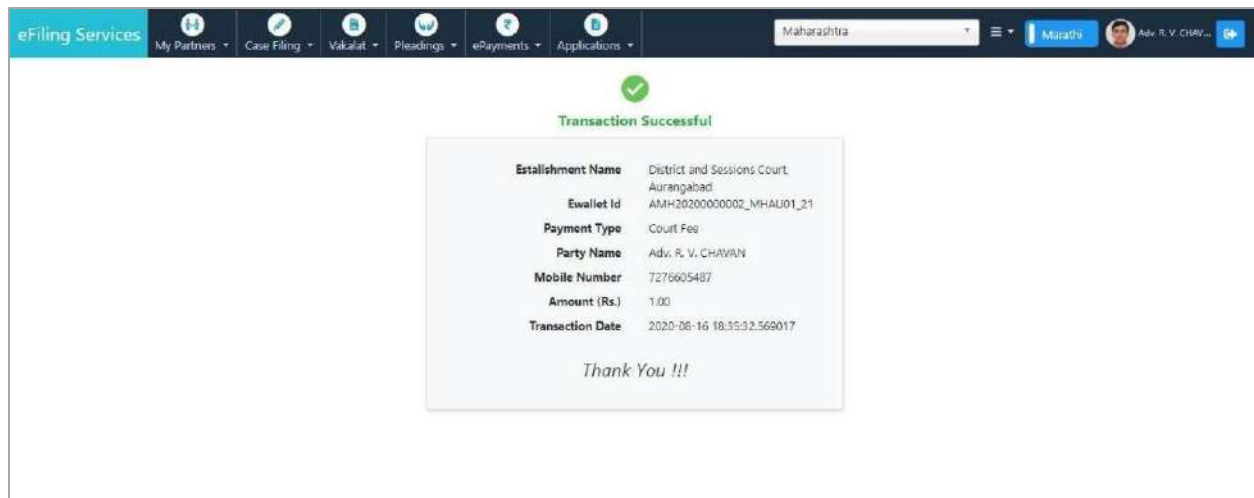 eFiling Services
My Partners
Case Filing
Vakalat
Pleadings
ePayments
Applications
Maharashtra
Marathi
Adv. R. V. CHAV...
Transaction Successful
Estalishment Name District and Sessions Court, Aurangabad
Ewallet Id AMH20200000002_MHAU01_21
Payment Type Court Fee
Party Name Adv. R. V. CHAVAN
Mobile Number 7276605487
Amount (Rs.) 1.00
Transaction Date 2020-08-16 18:35:32.569017
Thank You !!!